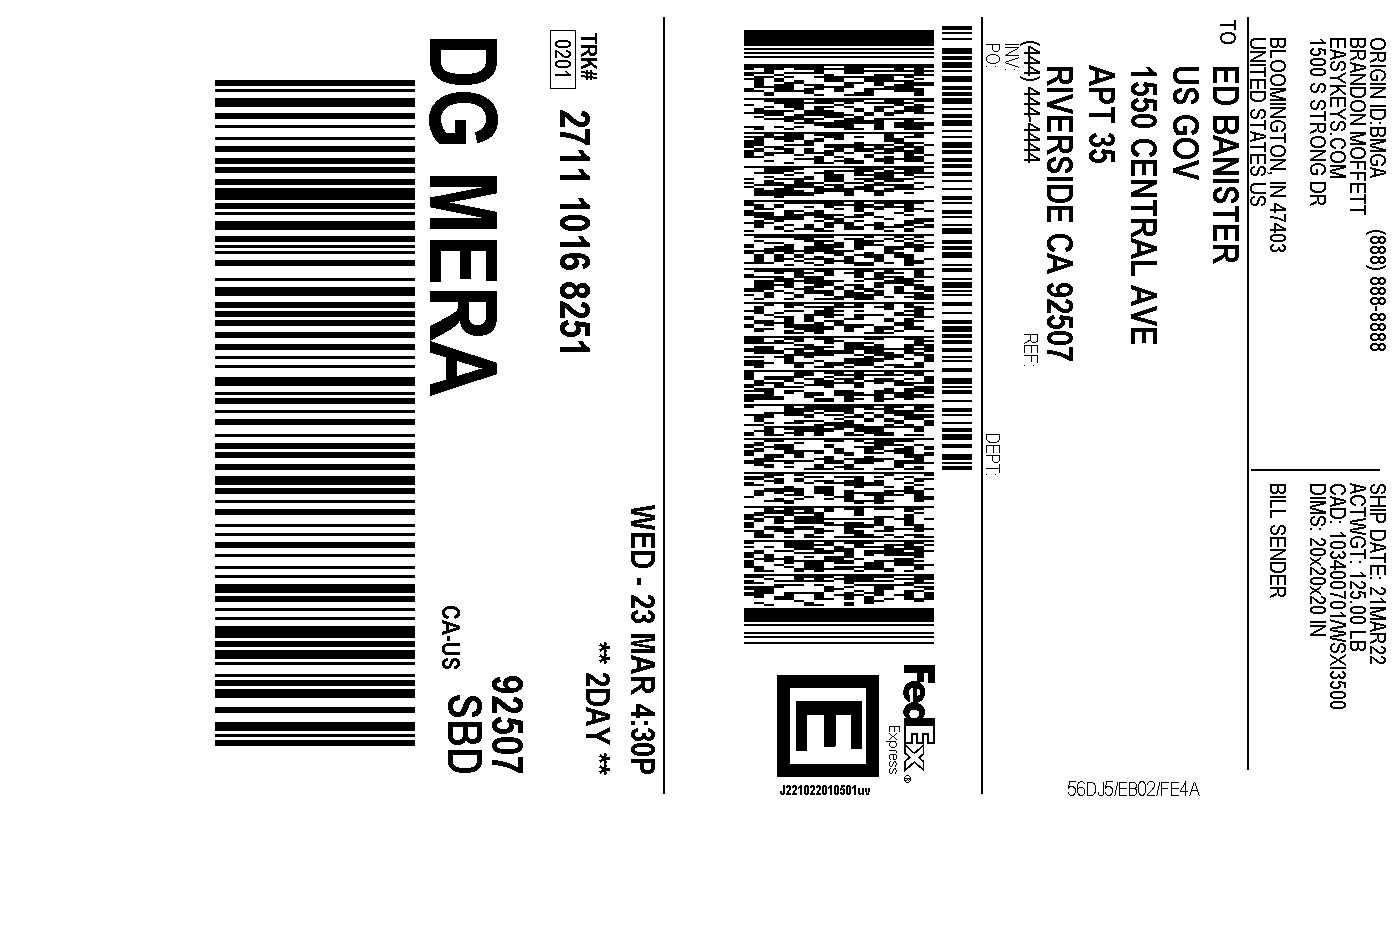 ORIGIN ID:BMGA (888) 888-8888
BRANDON MOFFETT
EASYKEYS.COM
1500 S STRONG DR
BLOOMINGTON, IN 47403
UNITED STATES US
SHIP DATE: 21MAR22
ACTWGT: 125.00 LB
CAD: 103400701/WSXI3500
DIMS: 20x20x20 IN
BILL SENDER
TO ED BANISTER
US GOV
1550 CENTRAL AVE
APT 35
RIVERSIDE CA 92507
(444) 444-4444 REF:
INV:
PO: DEPT:
56DJ5/EB02/FE4A
FedEx®
Express
E
J221022010501uv
WED - 23 MAR 4:30P
** 2DAY **
TRK# 2711 1016 8251
0201
DG MERA
92507
CA-US SBD